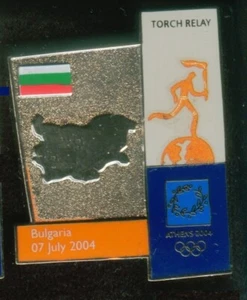 TORCH RELAY
ATHENS 2004
Bulgaria
07 July 2004